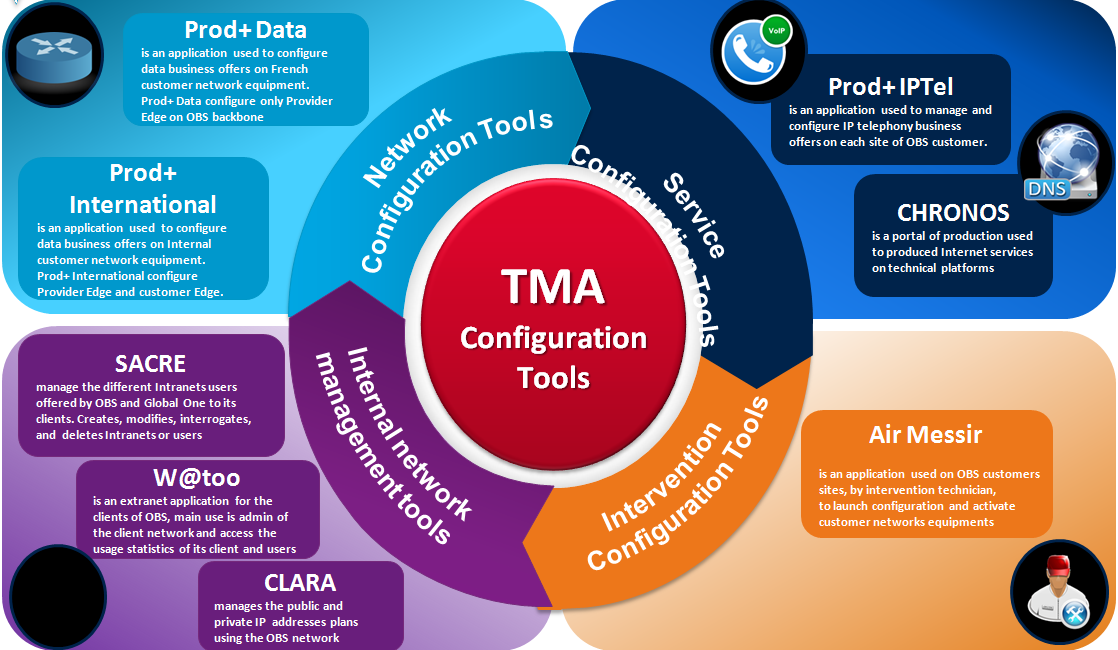 Prod+ Data
is an application used to configure
data business offers on French
customer network equipment.
Prod+ Data configure only Provider
Edge on OBS backbone
Prod+
International
is an application used to configure
data business offers on Internal
customer network equipment.
Prod+ International configure
Provider Edge and customer Edge.
Network
Configuration Tools
Service
Configuration Tools
VoIP
Prod+ IPTel
is an application used to manage and
configure IP telephony business
offers on each site of OBS customer.
DNS
CHRONOS
is a portal of production used
to produced Internet services
on technical platforms
TMA
Configuration
Tools
SACRE
manage the different Intranets users
offered by OBS and Global One to its
clients. Creates, modifies, interrogates,
and deletes Intranets or users
W@too
is an extranet application for the
clients of OBS, main use is admin of
the client network and access the
usage statistics of its client and users
CLARA
manages the public and
private IP addresses plans
using the OBS network
Internal network
management tools
Intervention
Configuration Tools
Air Messir
is an application used on OBS customers
sites, by intervention technician,
to launch configuration and activate
customer networks equipments